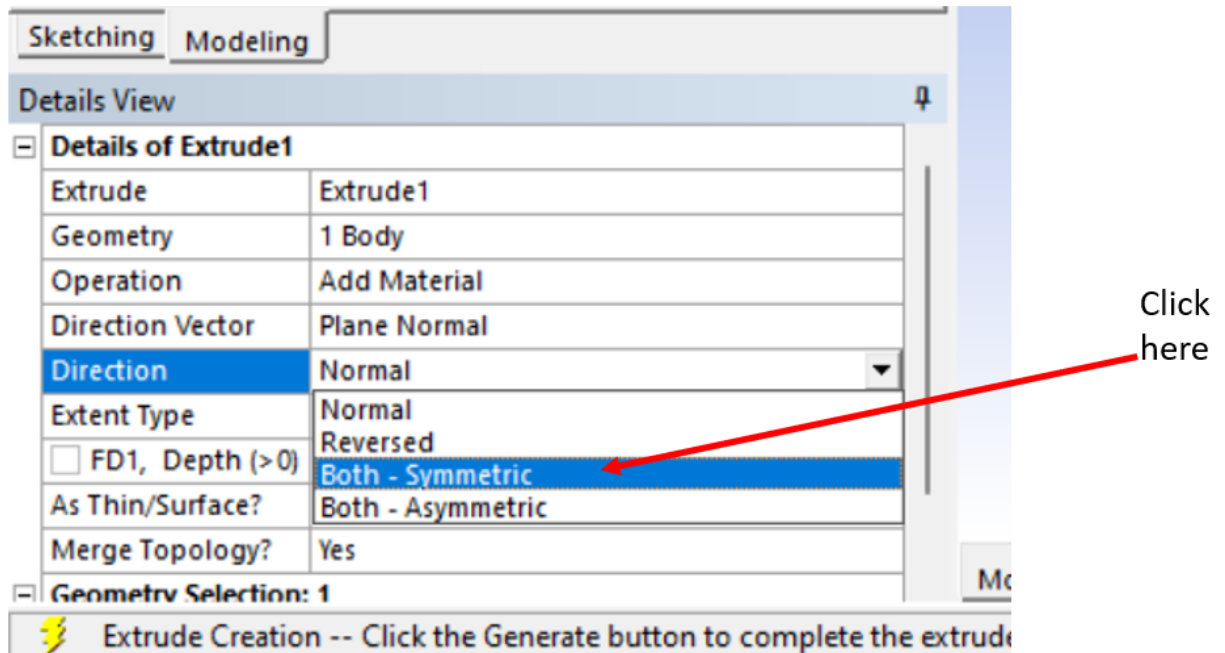 Sketching Modeling
Details View
Details of Extrude1
Extrude Extrude1
Geometry 1 Body
Operation Add Material
Direction Vector Plane Normal
Direction Normal
Extent Type Normal
Reversed
FD1, Depth (>0) Both - Symmetric
As Thin/Surface? Both - Asymmetric
Merge Topology? Yes
Geometry Selection: 1
Extrude Creation -- Click the Generate button to complete the extrude
Click
here
Mo